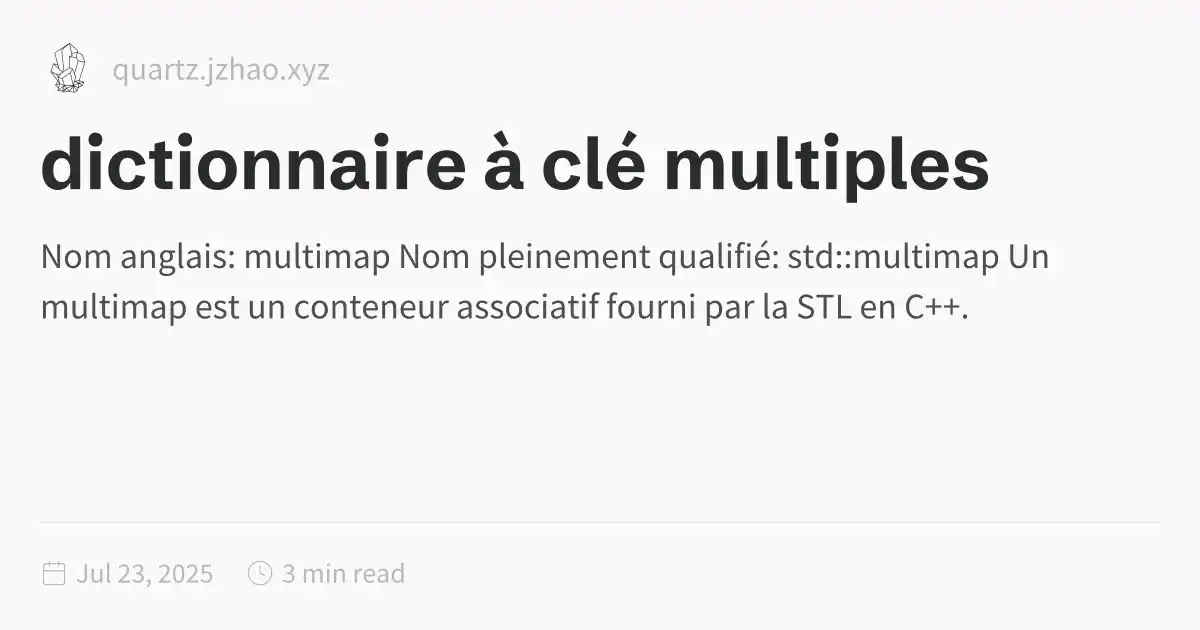 quartz.jzhao.xyz
dictionnaire à clé multiples
Nom anglais: multimap Nom pleinement qualifié: std::multimap Un
multimap est un conteneur associatif fourni par la STL en C++.
Jul 23, 2025 3 min read